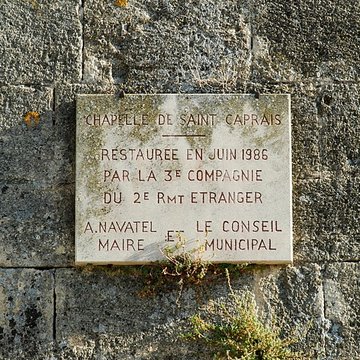 CHAPELLE DE SAINT CAPRAIS
RESTAUREE EN JUIN 1986
PAR LA 3E COMPAGNIE
DU 2E RMT ETRANGER
A.NAVATEL ET LE CONSEIL
MAIRE MUNICIPAL